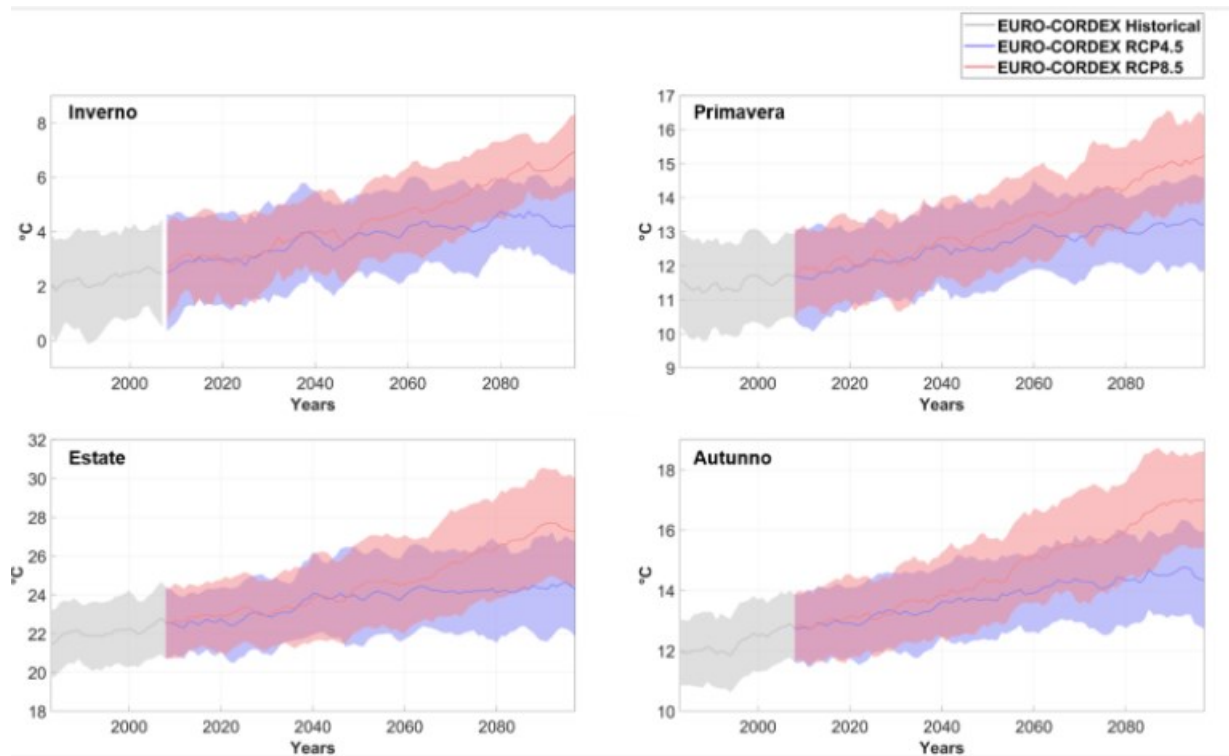 EURO-CORDEX Historical
EURO-CORDEX RCP4.5
EURO-CORDEX RCP8.5
Inverno
8
6
4
2
0
°C
2000 2020 2040 2060 2080
Years
Primavera
17
16
15
14
13
12
11
10
9
°C
2000 2020 2040 2060 2080
Years
Estate
32
30
28
26
24
22
20
18
°C
2000 2020 2040 2060 2080
Years
Autunno
18
16
14
12
10
°C
2000 2020 2040 2060 2080
Years